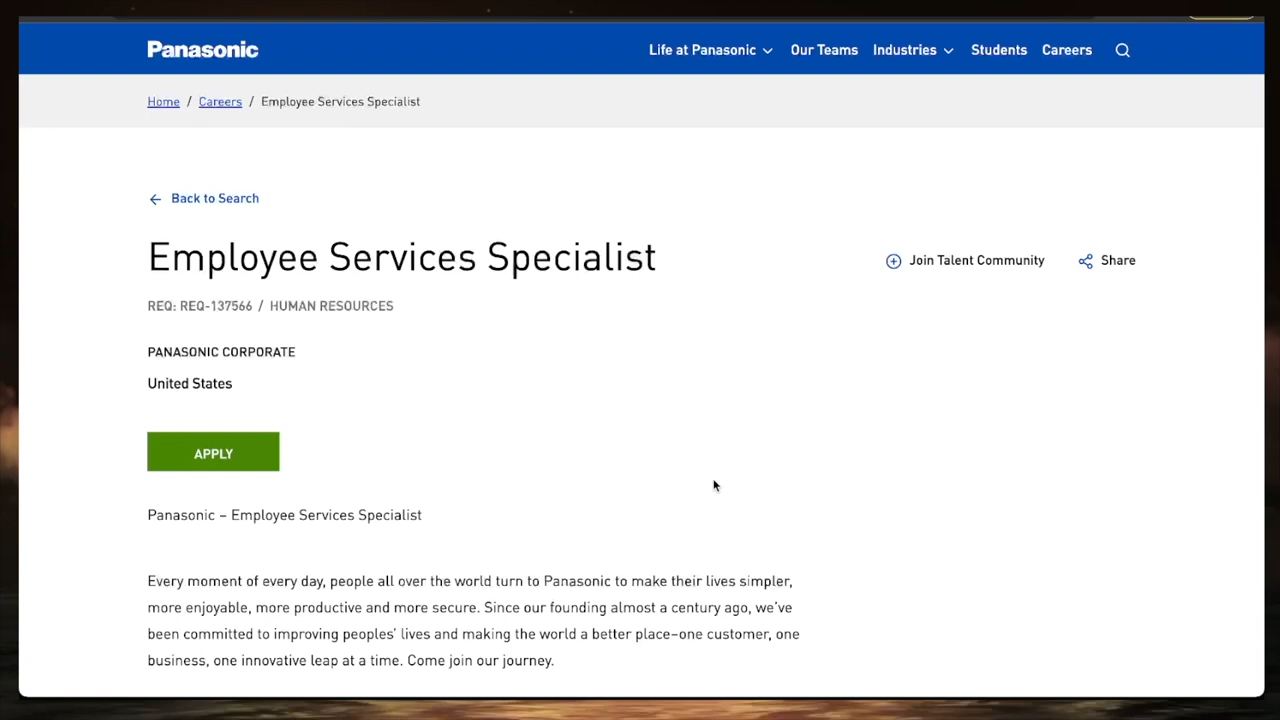 Panasonic
Life at Panasonic Our Teams Industries Students Careers
Home / Careers / Employee Services Specialist
Back to Search
Employee Services Specialist
Join Talent Community Share
REQ: REQ-137566 / HUMAN RESOURCES
PANASONIC CORPORATE
United States
APPLY
Panasonic – Employee Services Specialist
Every moment of every day, people all over the world turn to Panasonic to make their lives simpler,
more enjoyable, more productive and more secure. Since our founding almost a century ago, we’ve
been committed to improving peoples’ lives and making the world a better place–one customer, one
business, one innovative leap at a time. Come join our journey.